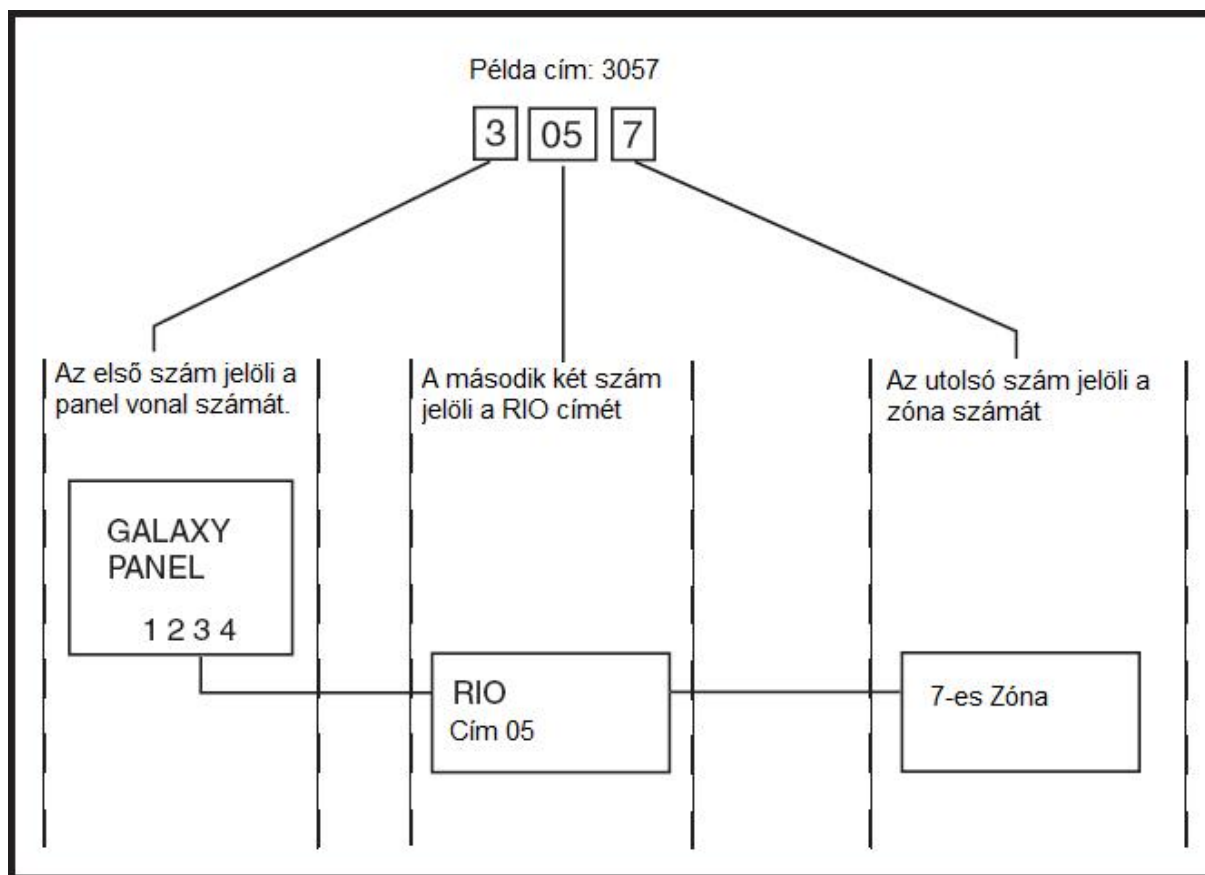 Példa cím: 3057
3 05 7
Az első szám jelöli a
panel vonal számát.
A második két szám
jelöli a RIO címét
Az utolsó szám jelöli a
zóna számát
GALAXY
PANEL
1 2 3 4
RIO
Cím 05
7-es Zóna